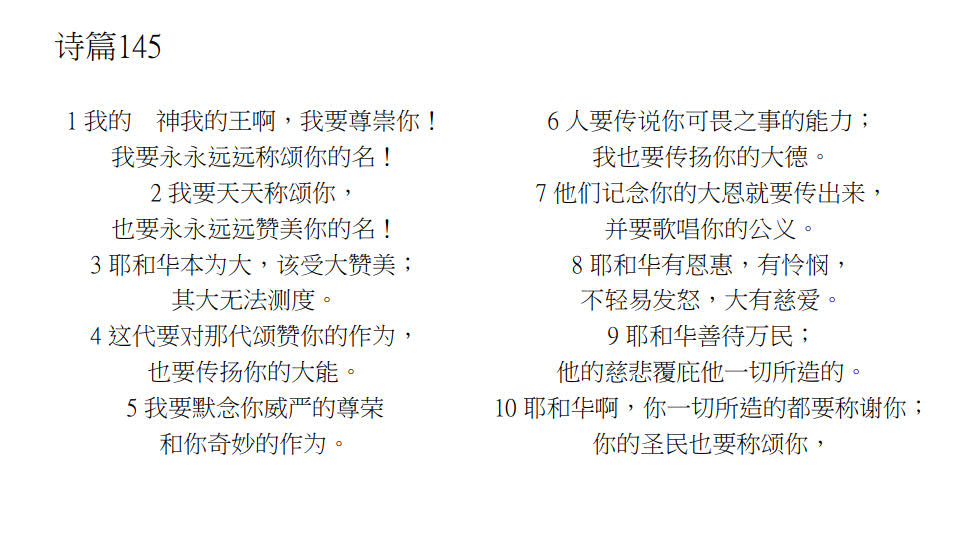 诗篇145
1 我的　神我的王啊，我要尊崇你！
我要永永远远称颂你的名！
2 我要天天称颂你，
也要永永远远赞美你的名！
3 耶和华本为大，该受大赞美；
其大无法测度。
4 这代要对那代颂赞你的作为，
也要传扬你的大能。
5 我要默念你威严的尊荣
和你奇妙的作为。
6 人要传说你可畏之事的能力；
我也要传扬你的大德。
7 他们记念你的大恩就要传出来，
并要歌唱你的公义。
8 耶和华有恩惠，有怜悯，
不轻易发怒，大有慈爱。
9 耶和华善待万民；
他的慈悲覆庇他一切所造的。
10 耶和华啊，你一切所造的都要称谢你；
你的圣民也要称颂你，